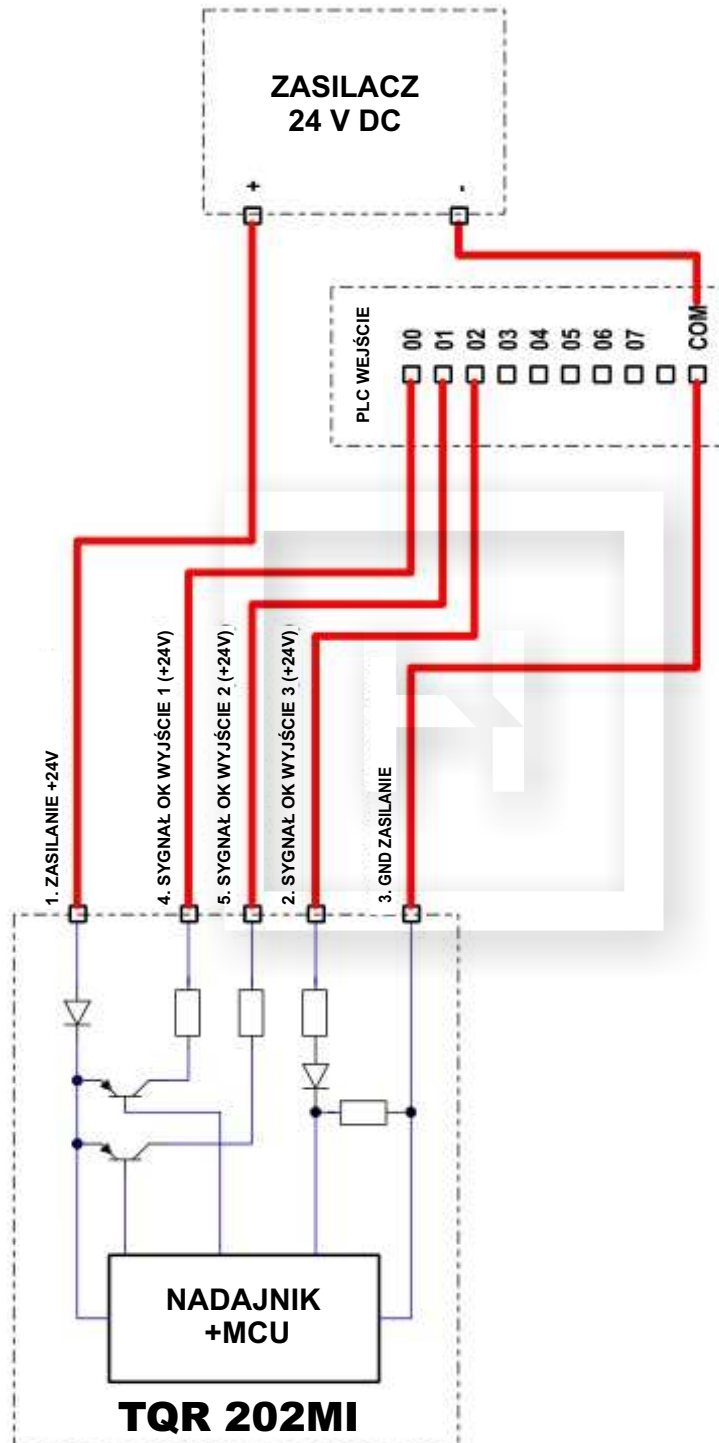 ZASILACZ
24 V DC
+
-
PLC WEJŚCIE
00
01
02
03
04
05
06
07
COM
1. ZASILANIE +24V
4. SYGNAŁ OK WYJŚCIE 1 (+24V)
5. SYGNAŁ OK WYJŚCIE 2 (+24V)
2. SYGNAŁ OK WYJŚCIE 3 (+24V)
3. GND ZASILANIE
NADAJNIK
+MCU
TQR 202MI